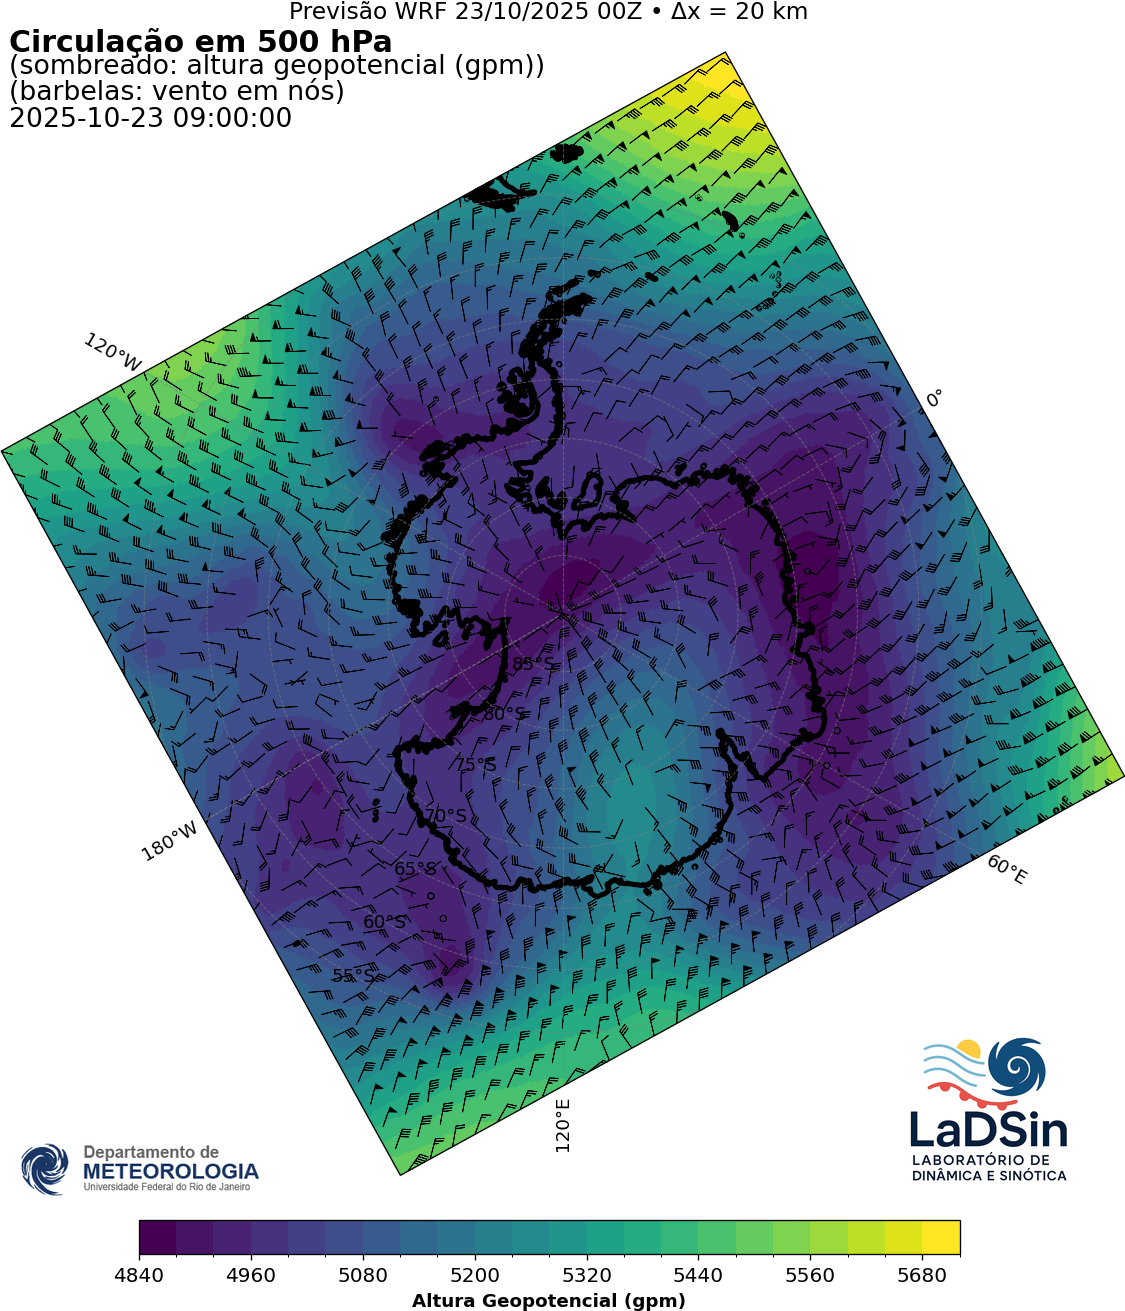 Previsão WRF 23/10/2025 00Z • Δx = 20 km
Circulação em 500 hPa
(sombreado: altura geopotencial (gpm))
(barbelas: vento em nós)
2025-10-23 09:00:00
120°W
0°
85°S
80°S
75°S
70°S
180°W
65°S
60°E
60°S
55°S
120°E
LaDSin
LABORATÓRIO DE
DINÂMICA E SINÓTICA
Departamento de
METEOROLOGIA
Universidade Federal do Rio de Janeiro
4840 4960 5080 5200 5320 5440 5560 5680
Altura Geopotencial (gpm)